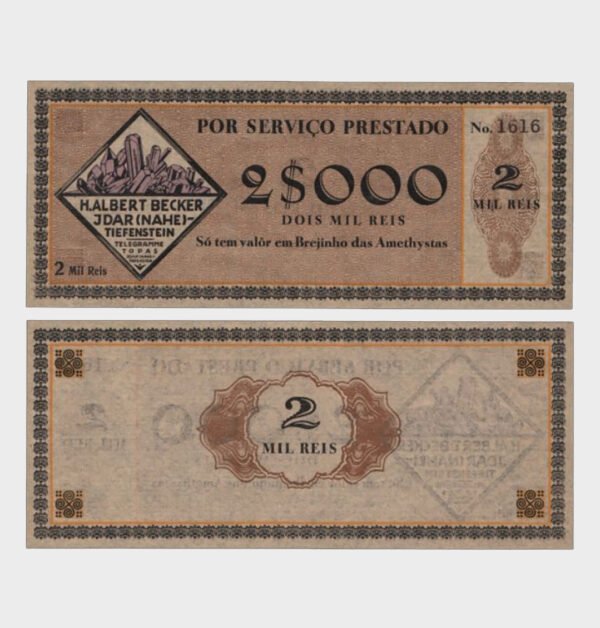 POR SERVIÇO PRESTADO
No. 1616
H. ALBERT BECKER
JDAR (NAHE)-
TIEFENSTEIN
TELEGRAMME
TOPAS
2 Mil Reis
2$000
DOIS MIL REIS
Só tem valôr em Brejinho das Amethystas
2
MIL REIS
2
MIL REIS